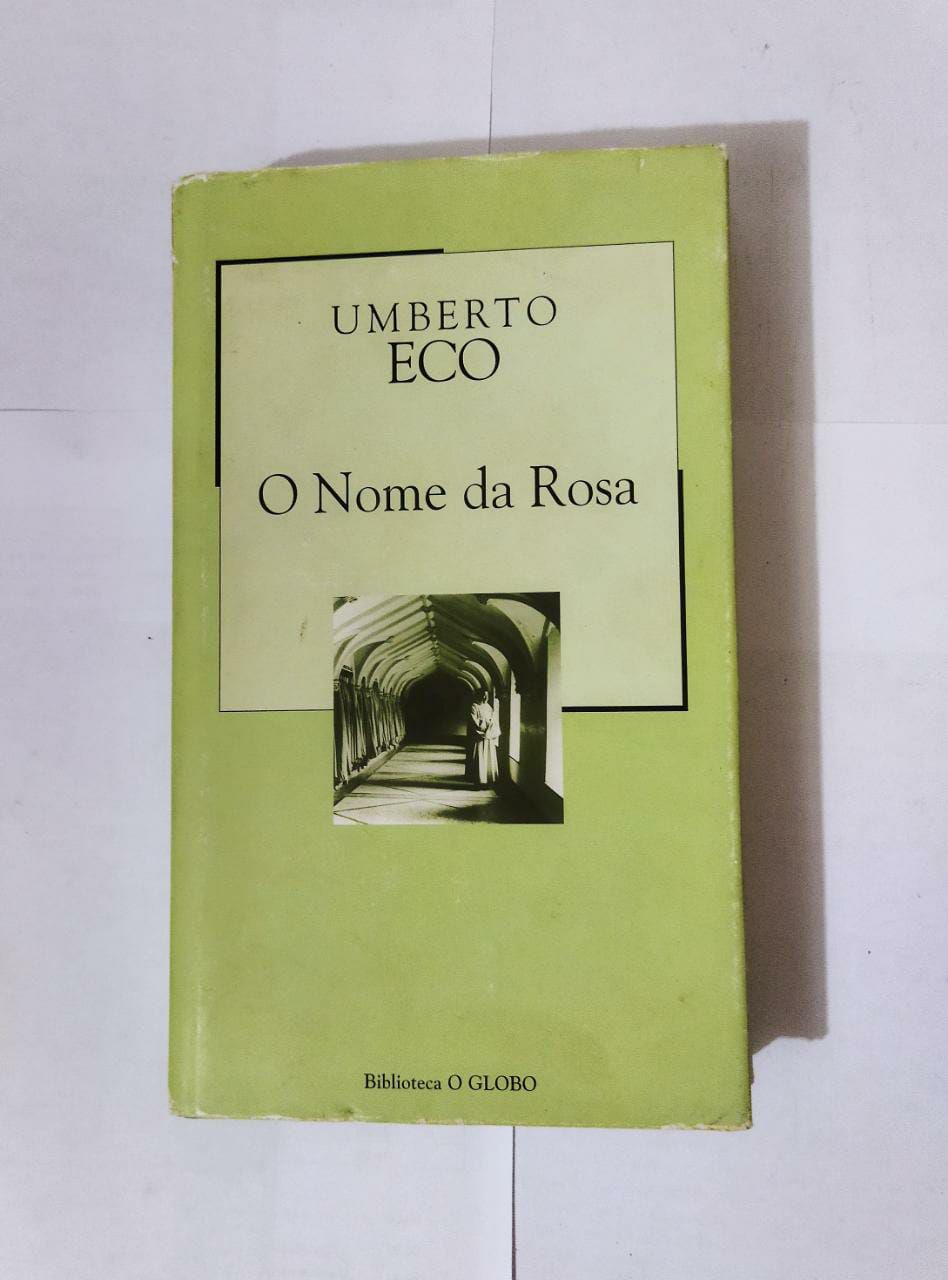 UMBERTO
ECO
O Nome da Rosa
Biblioteca O GLOBO